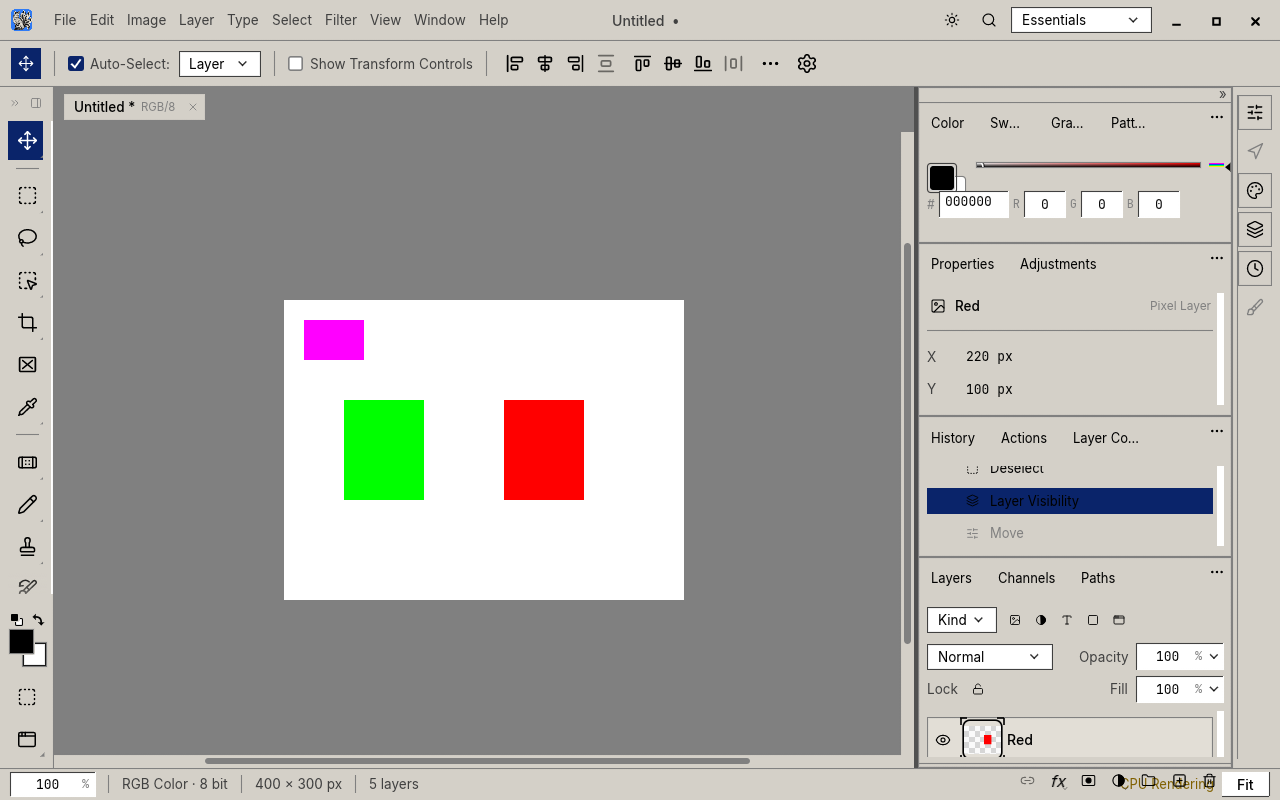 File Edit Image Layer Type Select Filter View Window Help Untitled • Essentials
Auto-Select: Layer Show Transform Controls
Untitled * RGB/8
Color Sw... Gra... Patt...
# 000000 R 0 G 0 B 0
Properties Adjustments
Red Pixel Layer
X 220 px
Y 100 px
History Actions Layer Co...
Deselect
Layer Visibility
Move
Layers Channels Paths
Kind
Normal Opacity 100 %
Lock Fill 100 %
Red
100 % RGB Color · 8 bit 400 × 300 px 5 layers fx CPU Rendering Fit